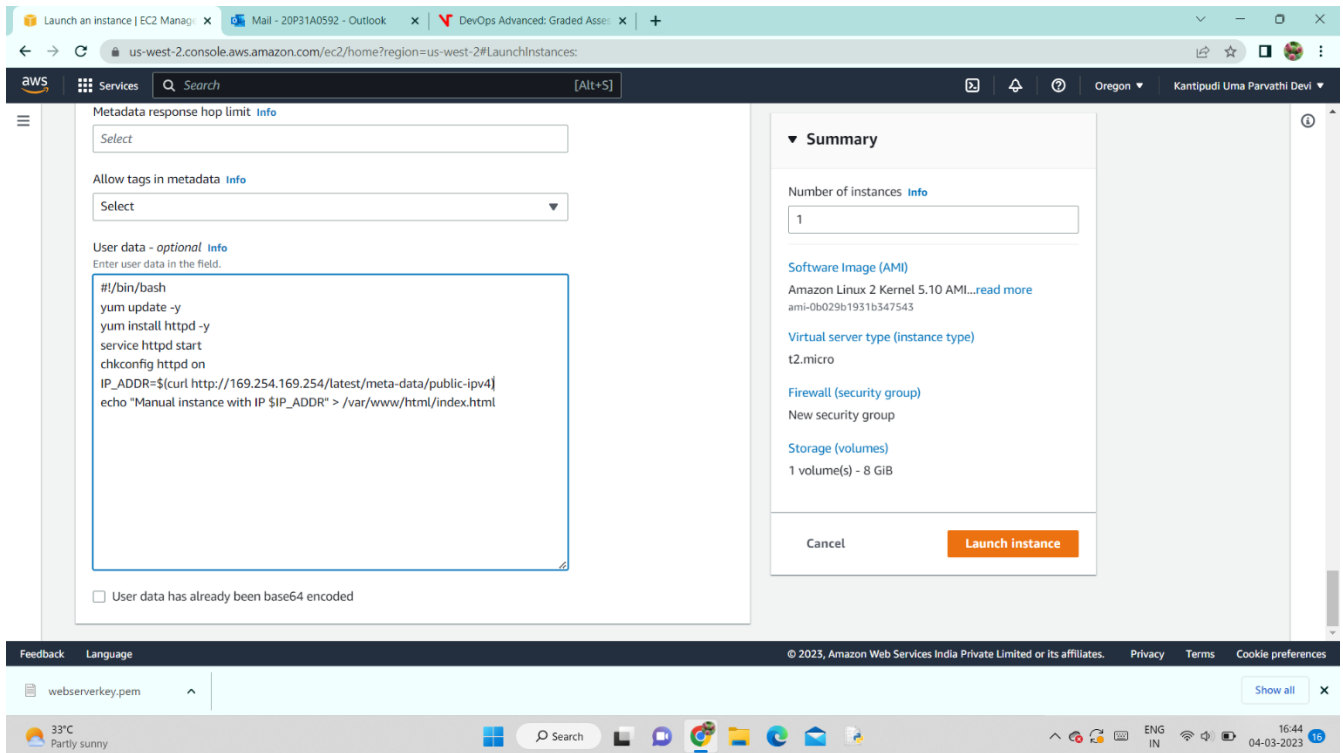 Launch an instance | EC2 Manag
Mail - 20P31A0592 - Outlook
DevOps Advanced: Graded Asses
us-west-2.console.aws.amazon.com/ec2/home?region=us-west-2#LaunchInstances:
aws
Services
Search
[Alt+S]
Oregon
Kantipudi Uma Parvathi Devi
Metadata response hop limit Info
Select
Allow tags in metadata Info
Select
User data - optional Info
Enter user data in the field.
#!/bin/bash
yum update -y
yum install httpd -y
service httpd start
chkconfig httpd on
IP_ADDR=$(curl http://169.254.169.254/latest/meta-data/public-ipv4)
echo "Manual instance with IP $IP_ADDR" > /var/www/html/index.html
User data has already been base64 encoded
Summary
Number of instances Info
1
Software Image (AMI)
Amazon Linux 2 Kernel 5.10 AMI...read more
ami-0b029b1931b347543
Virtual server type (instance type)
t2.micro
Firewall (security group)
New security group
Storage (volumes)
1 volume(s) - 8 GiB
Cancel
Launch instance
Feedback
Language
© 2023, Amazon Web Services India Private Limited or its affiliates.
Privacy
Terms
Cookie preferences
webserverkey.pem
Show all
33°C
Partly sunny
Search
ENG
IN
16:44
04-03-2023
16